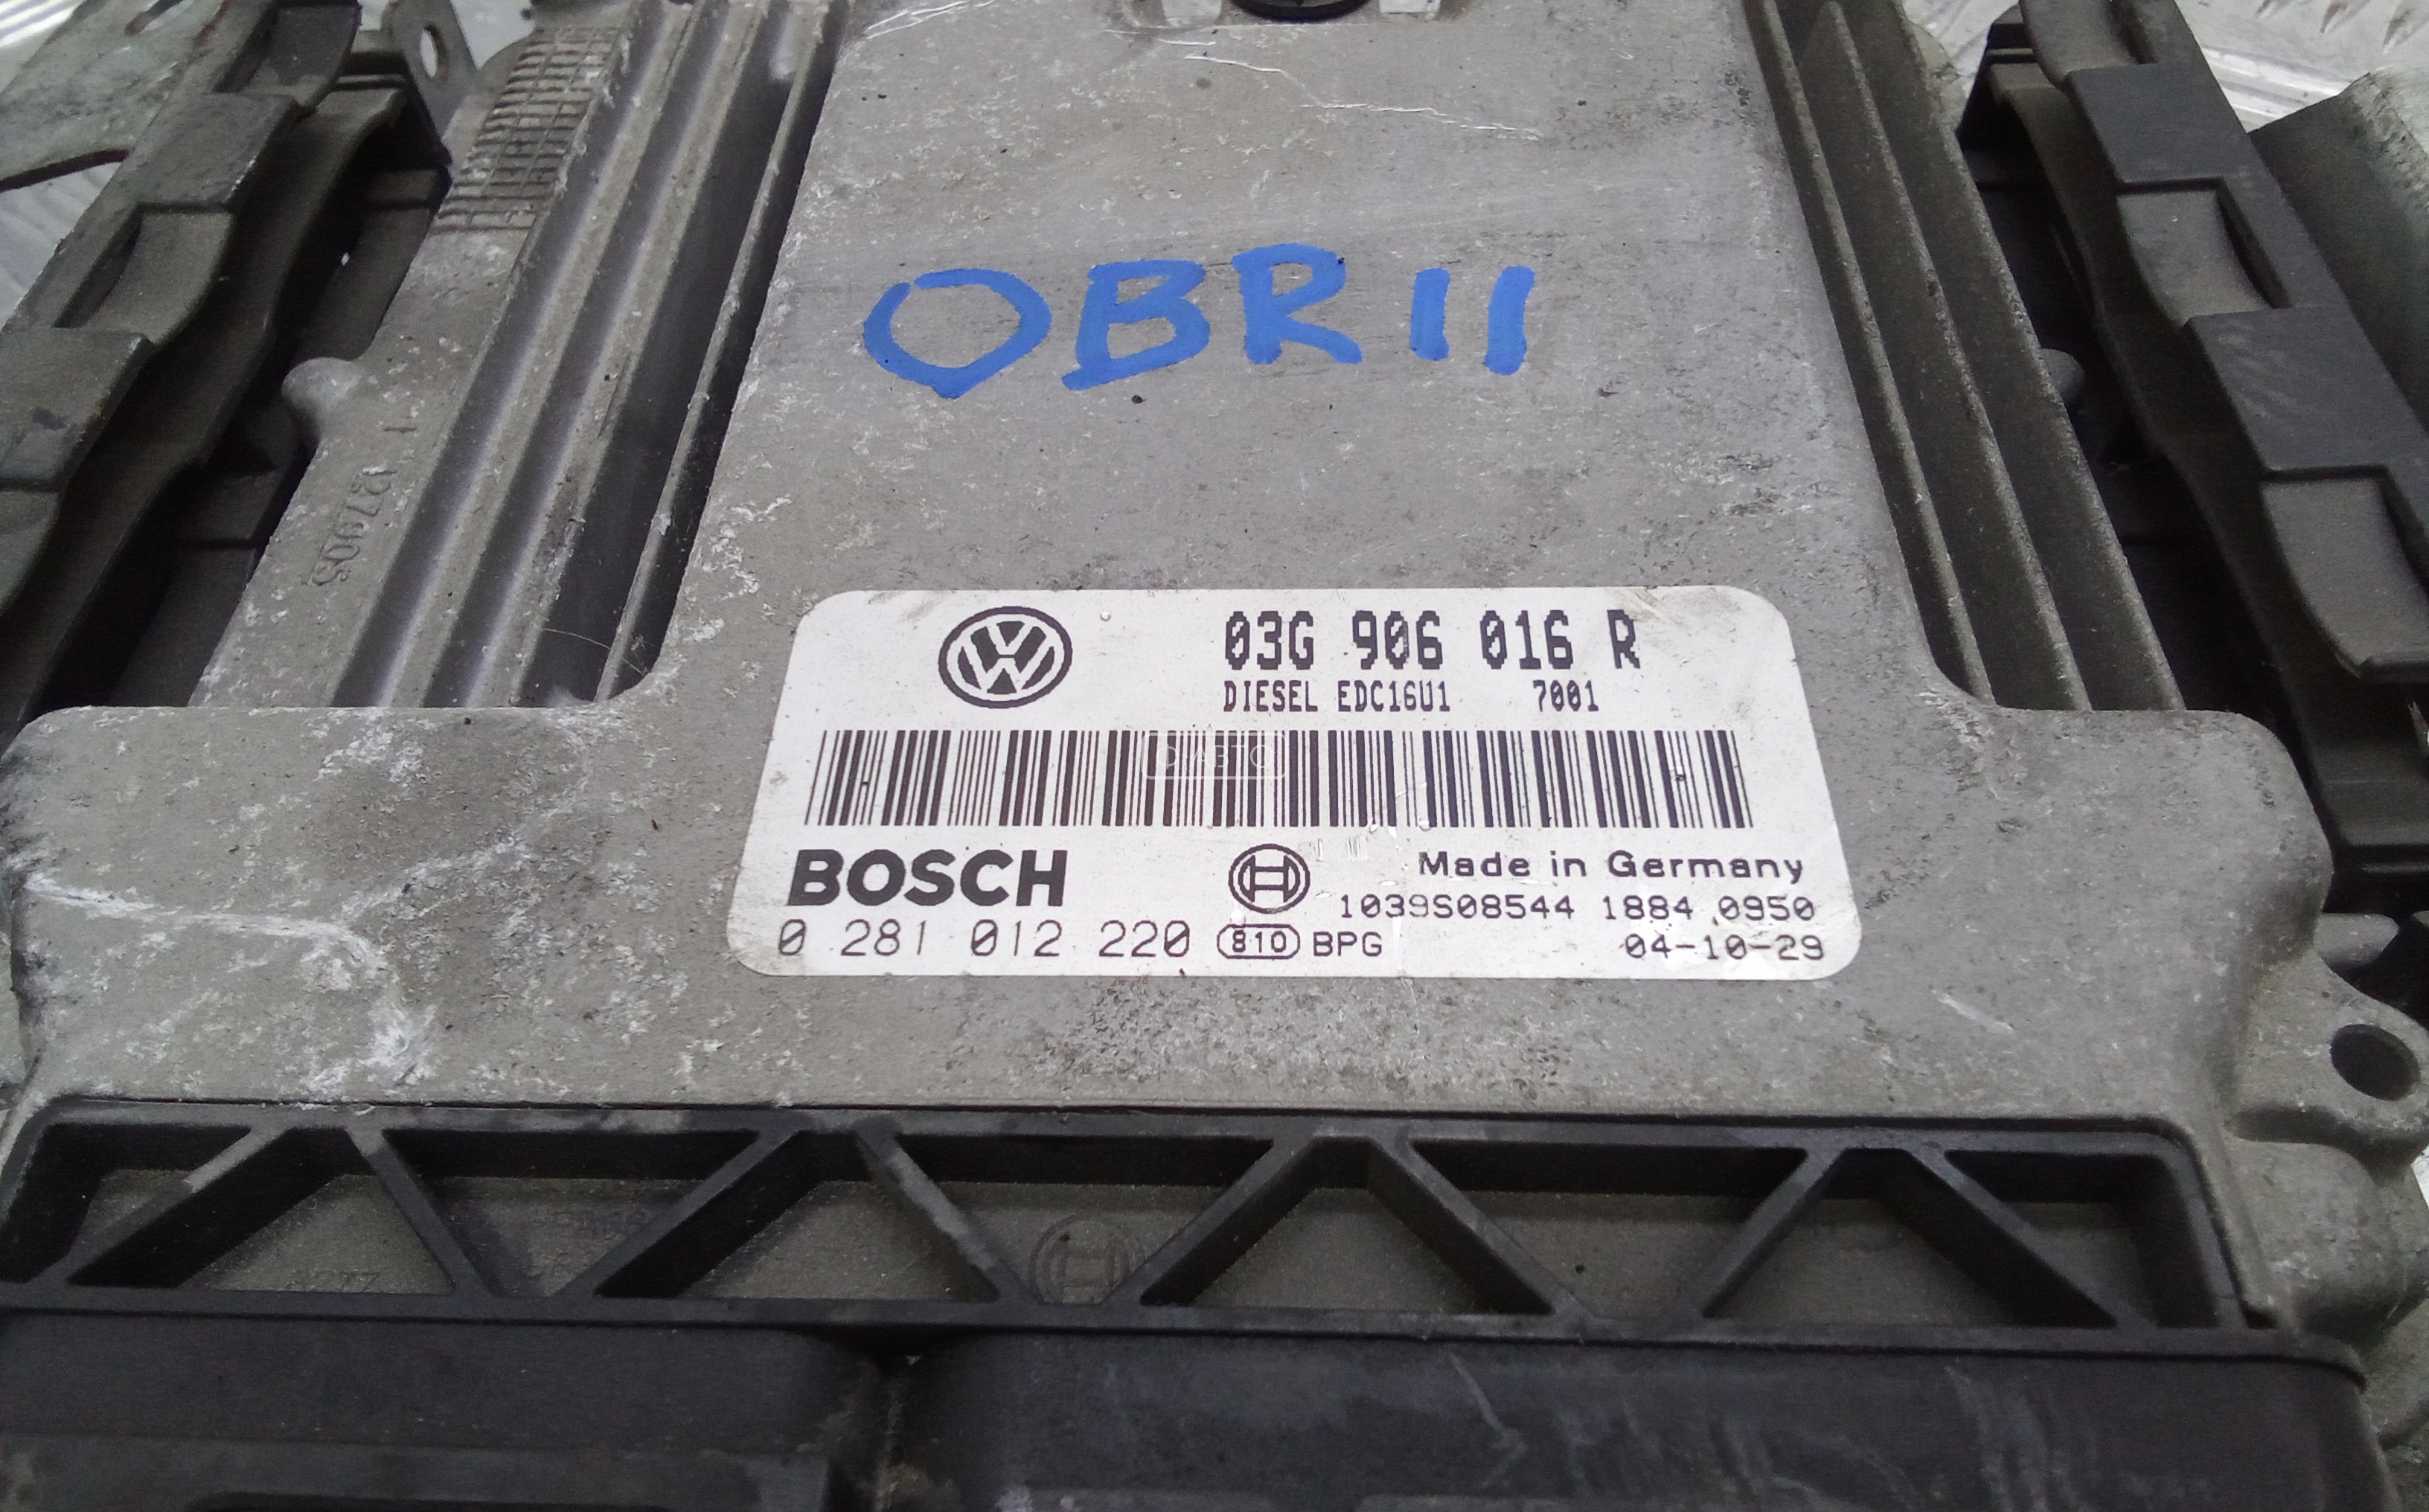 OBR11
1127905
03G 906 016 R
DIESEL EDC16U1 7001
BOSCH
Made in Germany
1039S08544 1884 0950
0 281 012 220 810 BPG 04-10-29